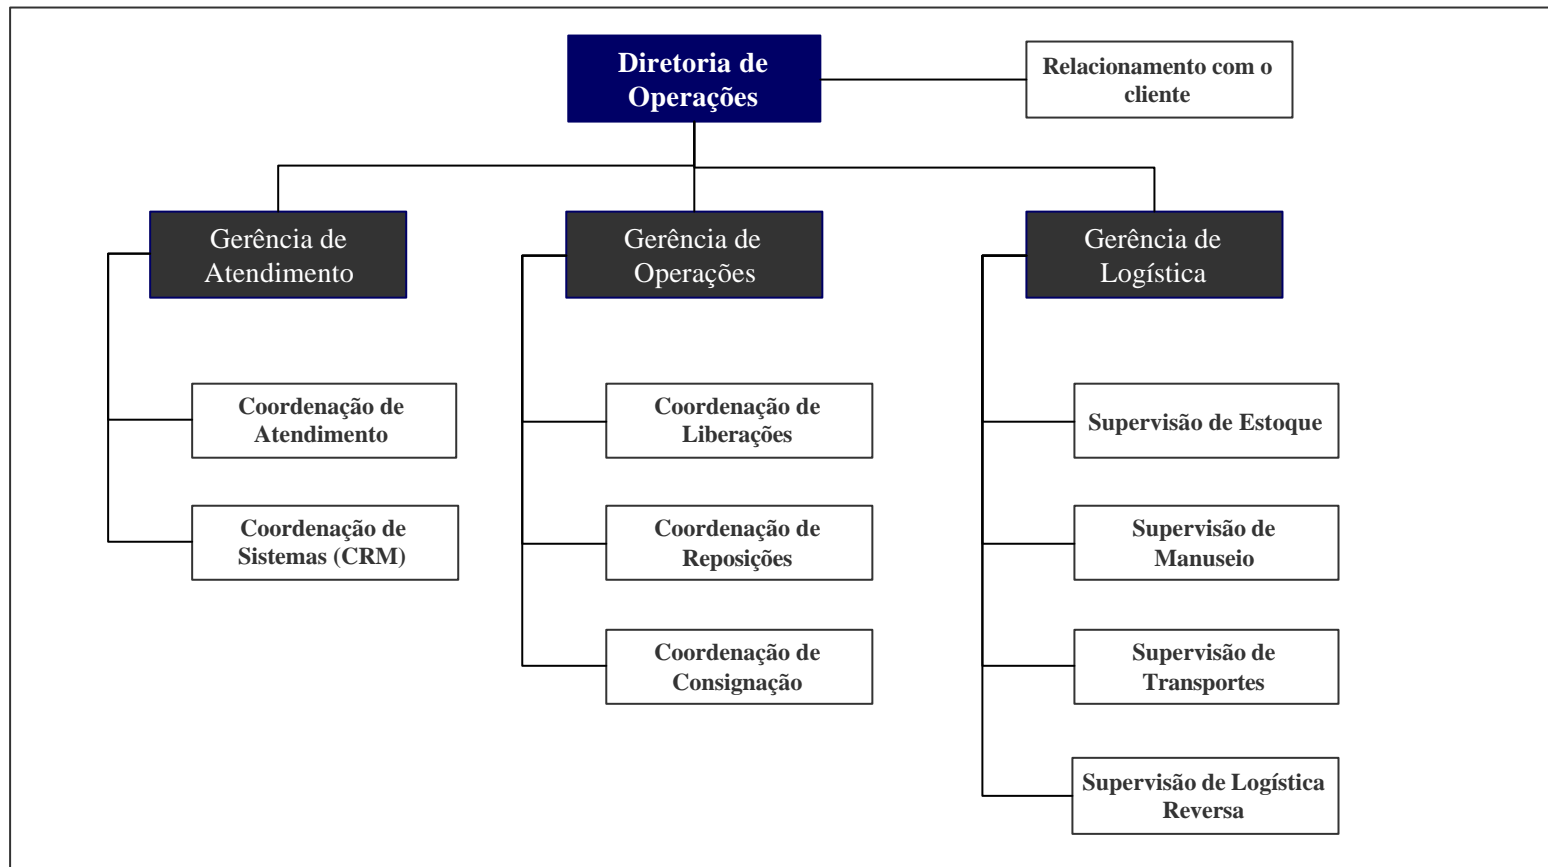 Diretoria de
Operações
Relacionamento com o
cliente
Gerência de
Atendimento
Gerência de
Operações
Gerência de
Logística
Coordenação de
Atendimento
Coordenação de
Sistemas (CRM)
Coordenação de
Liberações
Coordenação de
Reposições
Coordenação de
Consignação
Supervisão de Estoque
Supervisão de
Manuseio
Supervisão de
Transportes
Supervisão de Logística
Reversa